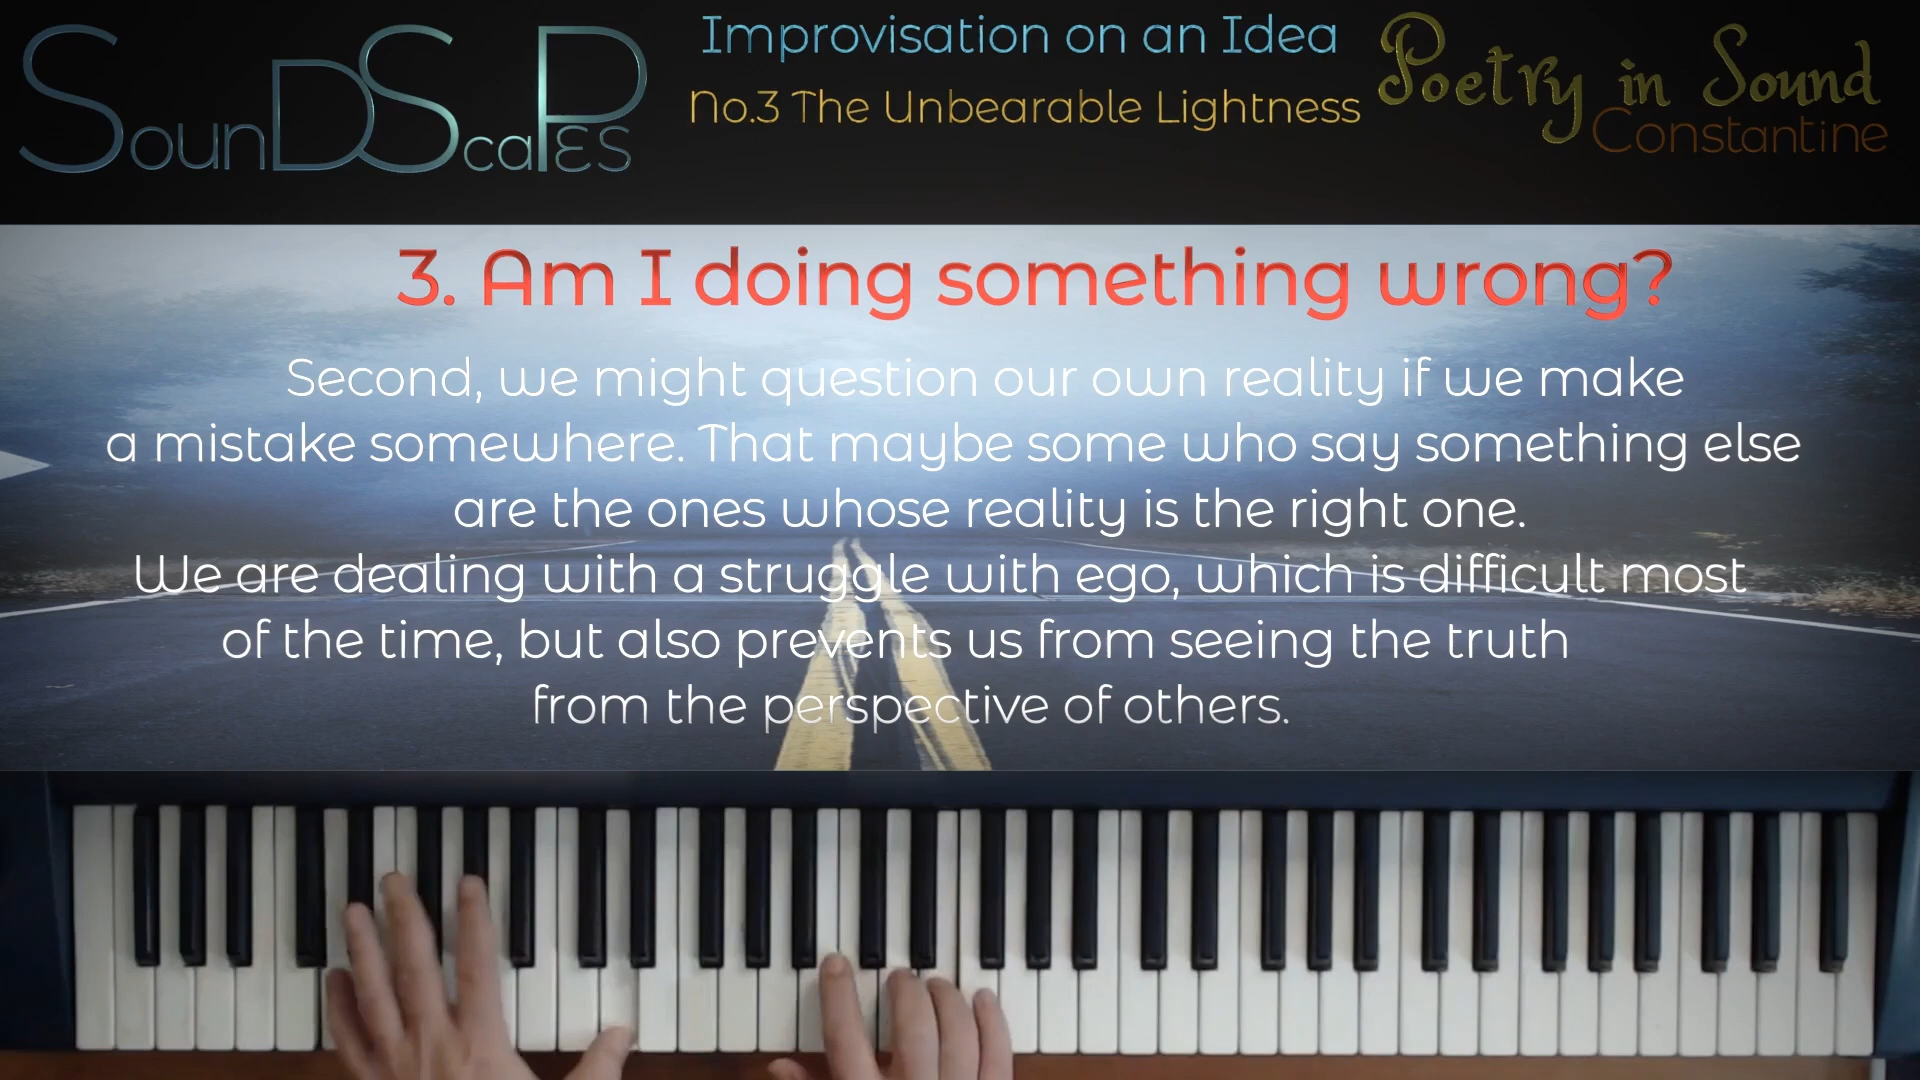 SounDScaPES
Improvisation on an Idea
No.3 The Unbearable Lightness
Poetry in Sound
Constantine
3. Am I doing something wrong?
Second, we might question our own reality if we make
a mistake somewhere. That maybe some who say something else
are the ones whose reality is the right one.
We are dealing with a struggle with ego, which is difficult most
of the time, but also prevents us from seeing the truth
from the perspective of others.